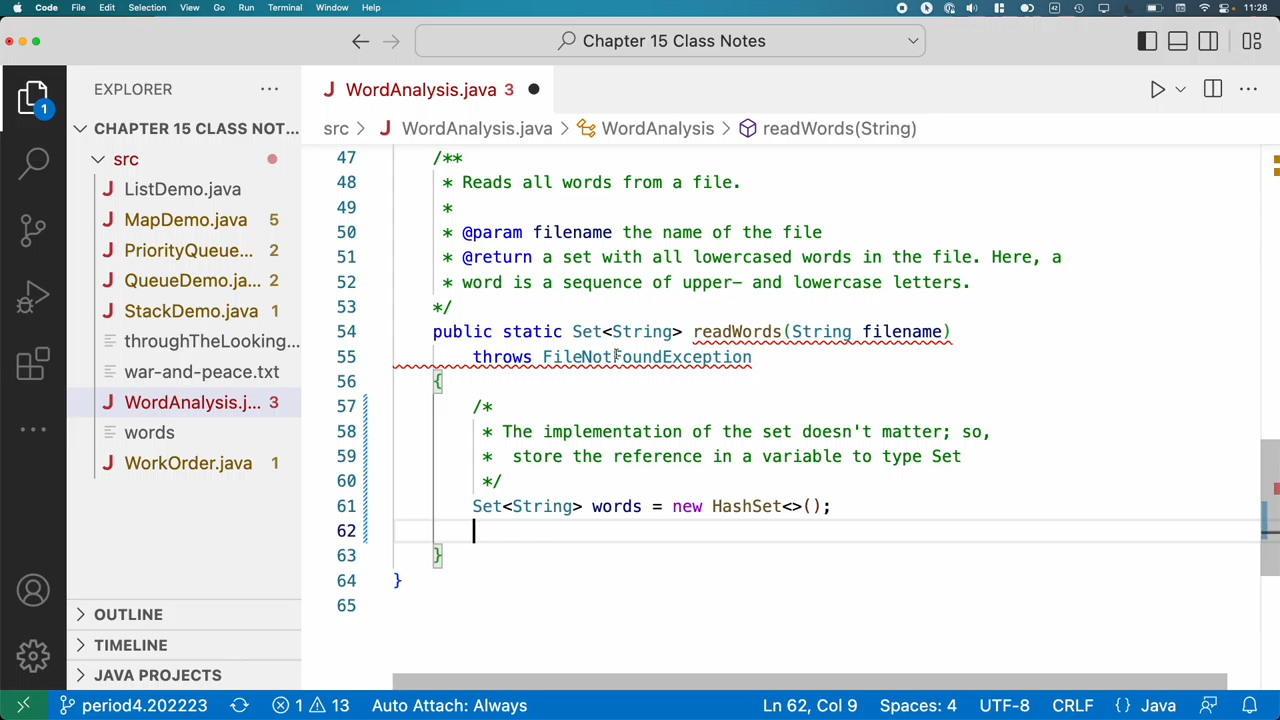 Code File Edit Selection View Go Run Terminal Window Help 11:28
Chapter 15 Class Notes
EXPLORER
WordAnalysis.java 3
1
CHAPTER 15 CLASS NOT...
src > WordAnalysis.java > WordAnalysis > readWords(String)
src
ListDemo.java
MapDemo.java 5
PriorityQueue... 2
QueueDemo.ja... 2
StackDemo.java 1
throughTheLooking...
war-and-peace.txt
WordAnalysis.j... 3
words
WorkOrder.java 1
OUTLINE
TIMELINE
JAVA PROJECTS
47 /**
48 * Reads all words from a file.
49 *
50 * @param filename the name of the file
51 * @return a set with all lowercased words in the file. Here, a
52 * word is a sequence of upper- and lowercase letters.
53 */
54 public static Set<String> readWords(String filename)
55 throws FileNotFoundException
56 {
57 /*
58 * The implementation of the set doesn't matter; so,
59 * store the reference in a variable to type Set
60 */
61 Set<String> words = new HashSet<>();
62
63 }
64 }
65
period4.202223 1 13 Auto Attach: Always Ln 62, Col 9 Spaces: 4 UTF-8 CRLF {} Java